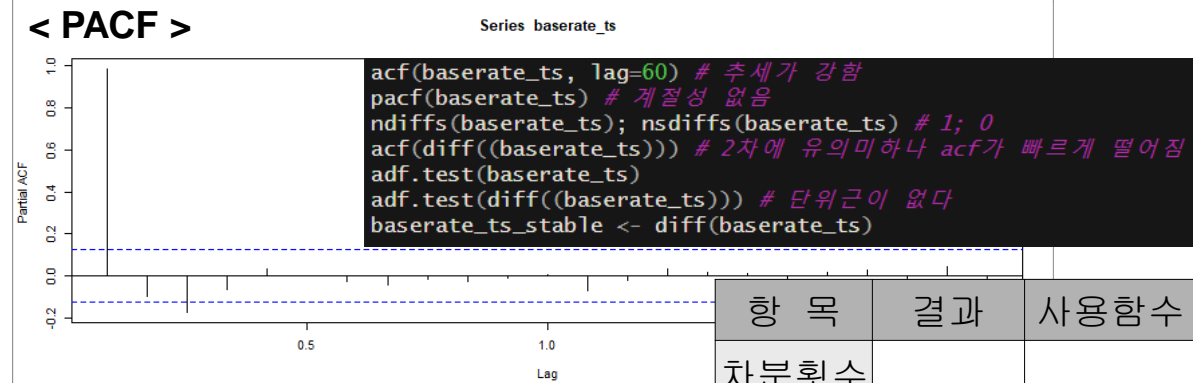 < PACF >
Series baserate_ts
acf(baserate_ts, lag=60) # 추세가 강함
pacf(baserate_ts) # 계절성 없음
ndiffs(baserate_ts); nsdiffs(baserate_ts) # 1; 0
acf(diff((baserate_ts))) # 2차에 유의미하나 acf가 빠르게 떨어짐
adf.test(baserate_ts)
adf.test(diff((baserate_ts))) # 단위근이 없다
baserate_ts_stable <- diff(baserate_ts)
Partial ACF
1.0
0.8
0.6
0.4
0.2
0.0
-0.2
0.5
1.0
Lag
항 목 결과 사용함수
차분횟수